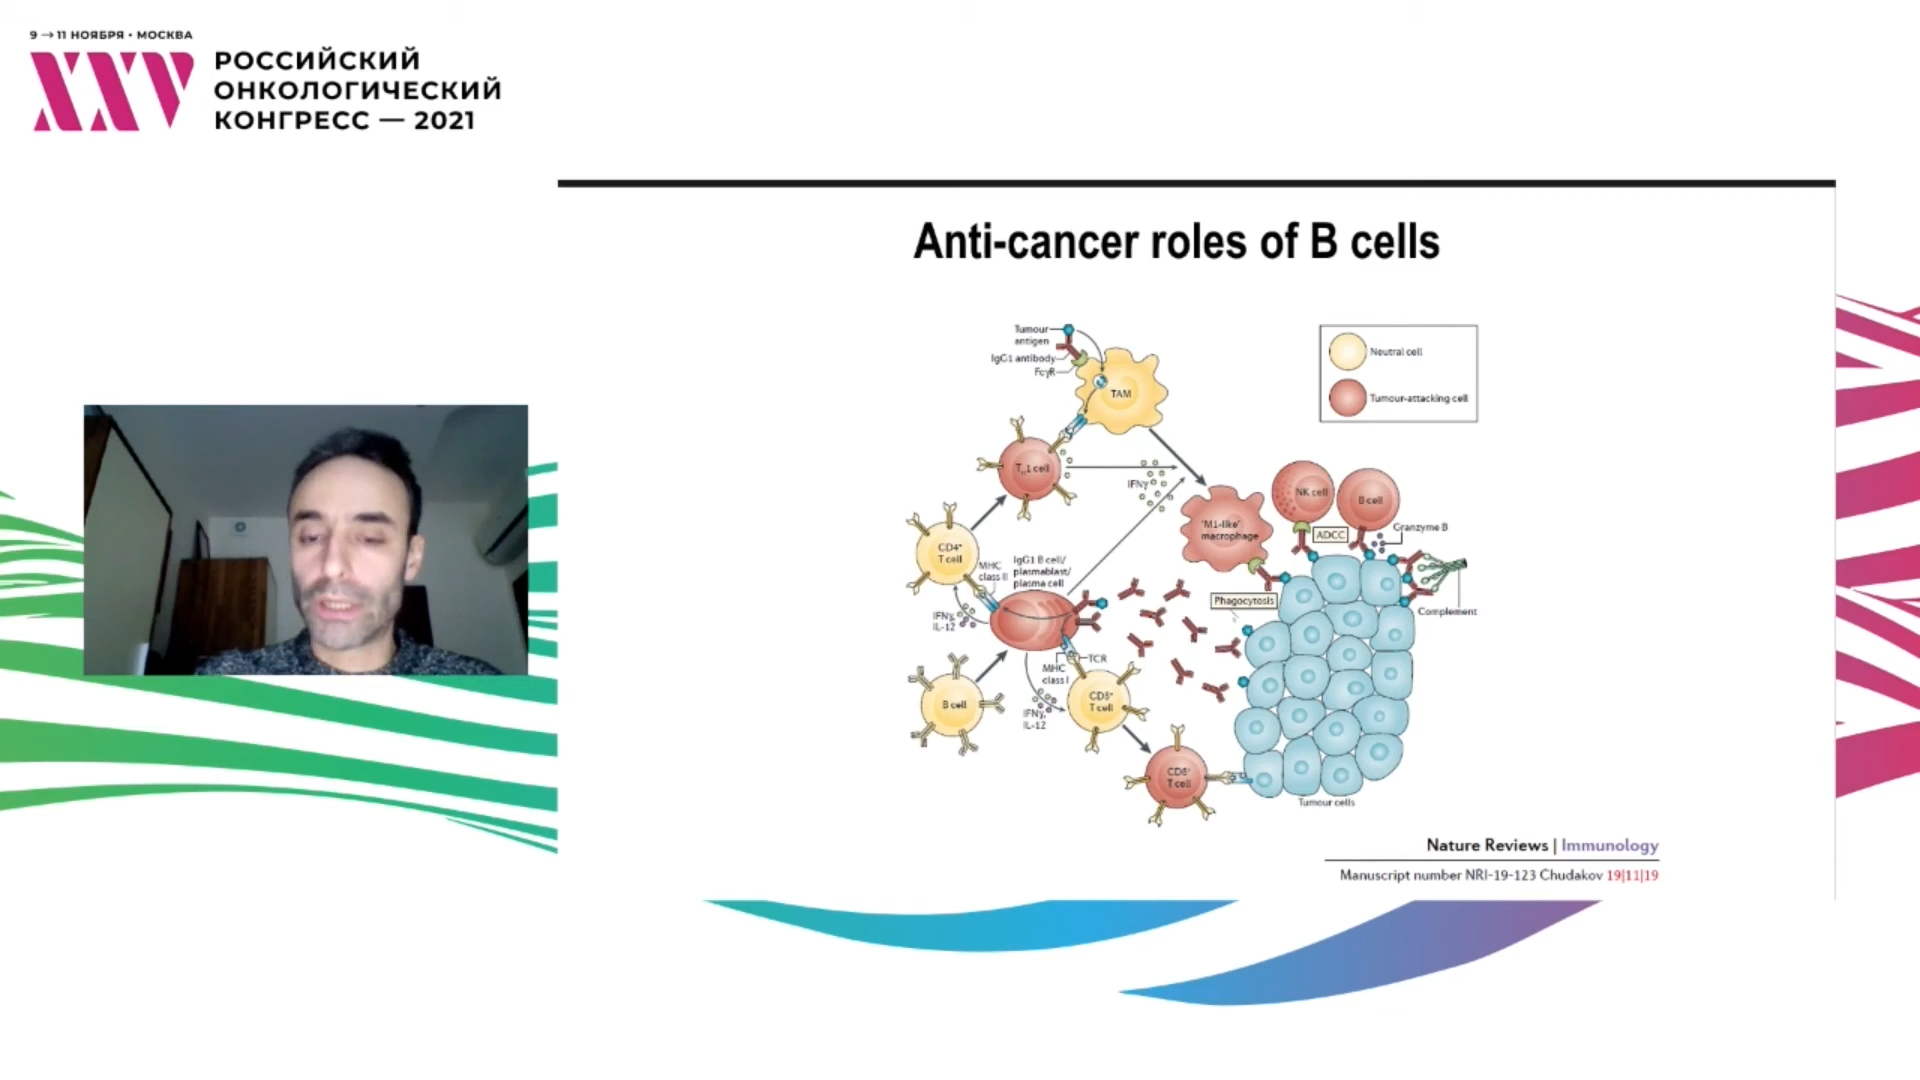 9 → 11 НОЯБРЯ • МОСКВА
XXV
РОССИЙСКИЙ
ОНКОЛОГИЧЕСКИЙ
КОНГРЕСС — 2021
Anti-cancer roles of B cells
Tumour
antigen
IgG1 antibody
FcγR
TAM
Neutral cell
Tumour-attacking cell
TH1 cell
IFNγ
NK cell
B cell
Granzyme B
ADCC
'M1-like'
macrophage
CD4+
T cell
MHC
class II
IgG1 B cell/
plasmablast/
plasma cell
Phagocytosis
Complement
IFNγ,
IL-12
TCR
MHC
class I
CD8+
T cell
B cell
IFNγ,
IL-12
CD8+
T cell
Tumour cells
Nature Reviews | Immunology
Manuscript number NRI-19-123 Chudakov 19|11|19